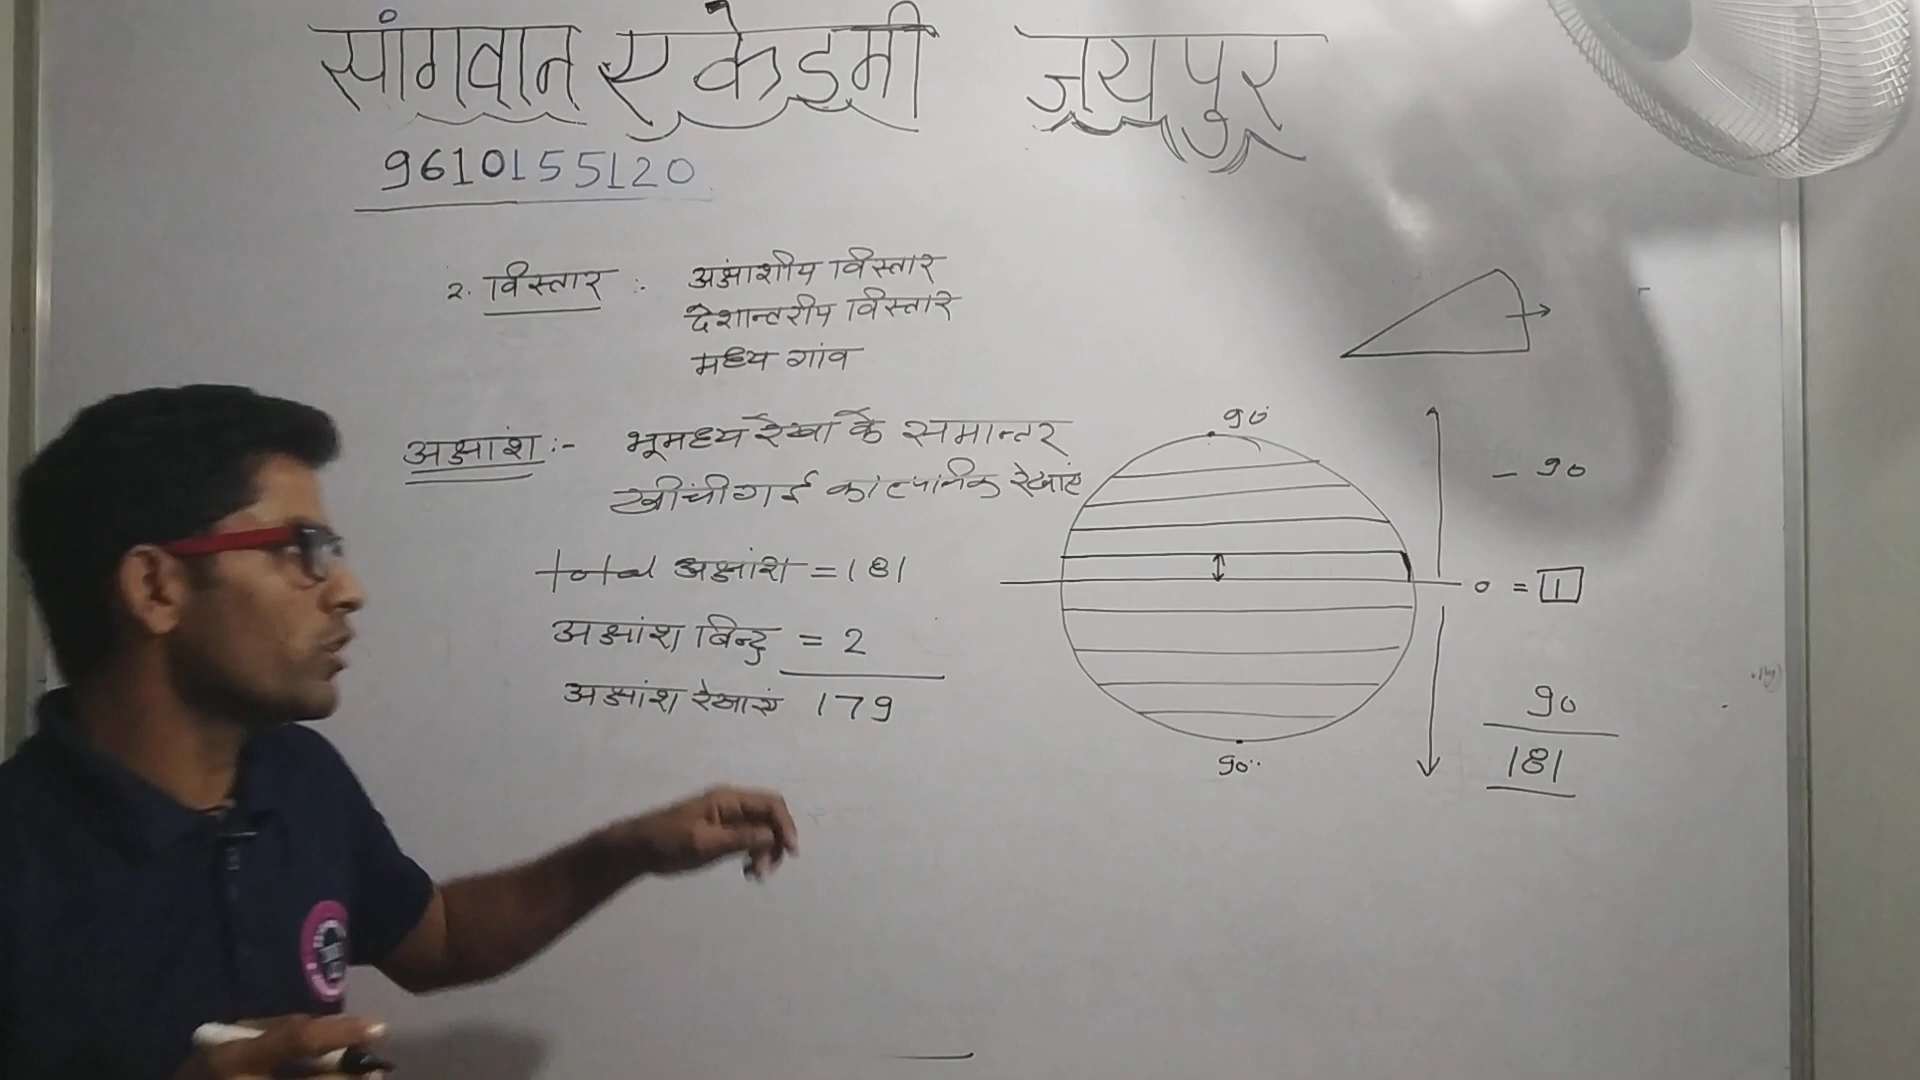 सांगवान एकेडमी जयपुर
9610155120
2. विस्तार :- अक्षांशीय विस्तार
देशान्तरीय विस्तार
मध्य गांव
अक्षांश :- भूमध्य रेखा के समान्तर
खींची गई काल्पनिक रेखाएं
total अक्षांश = 181
अक्षांश बिन्दु = 2
अक्षांश रेखाएं 179
90
- 90
0 = 1
90
181
90